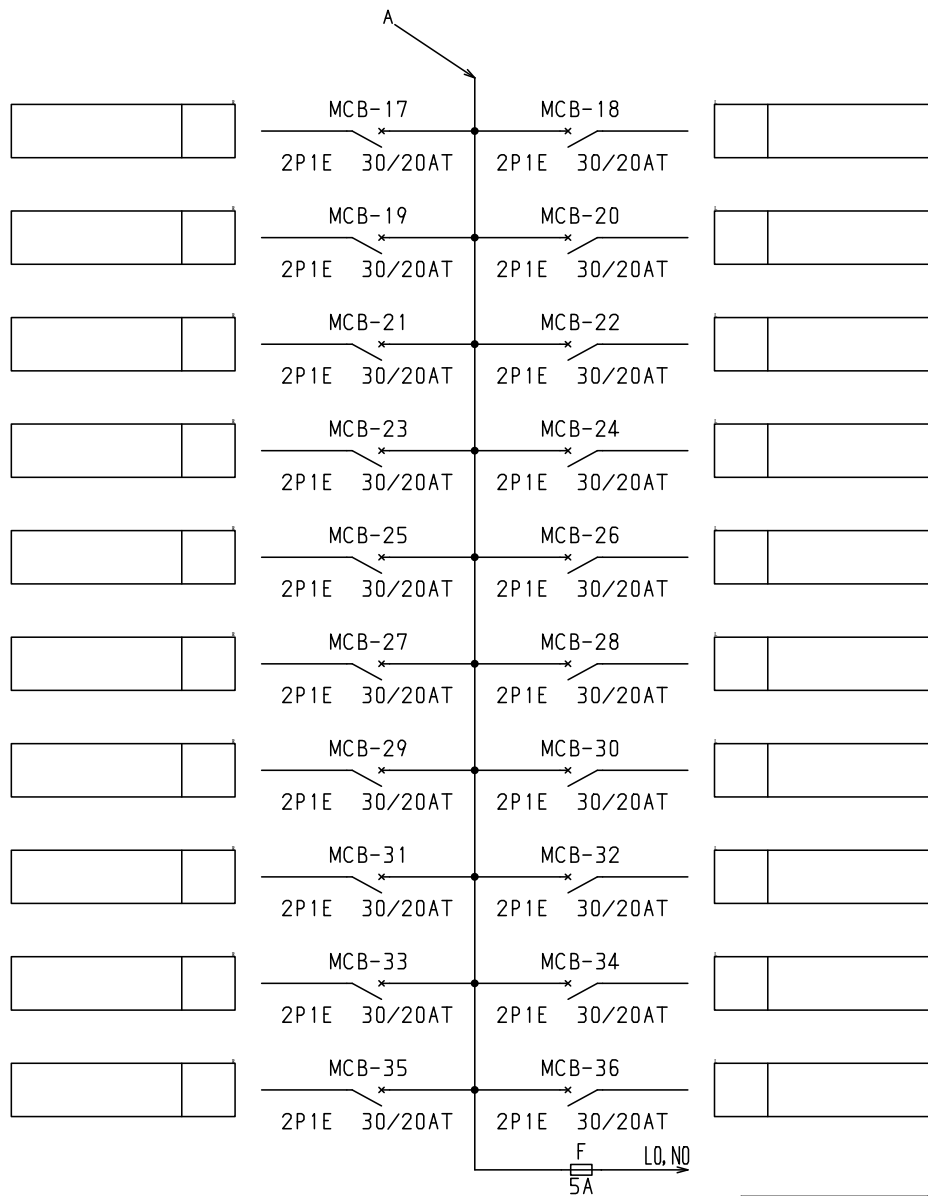 A
MCB-17 MCB-18
2P1E 30/20AT 2P1E 30/20AT
MCB-19 MCB-20
2P1E 30/20AT 2P1E 30/20AT
MCB-21 MCB-22
2P1E 30/20AT 2P1E 30/20AT
MCB-23 MCB-24
2P1E 30/20AT 2P1E 30/20AT
MCB-25 MCB-26
2P1E 30/20AT 2P1E 30/20AT
MCB-27 MCB-28
2P1E 30/20AT 2P1E 30/20AT
MCB-29 MCB-30
2P1E 30/20AT 2P1E 30/20AT
MCB-31 MCB-32
2P1E 30/20AT 2P1E 30/20AT
MCB-33 MCB-34
2P1E 30/20AT 2P1E 30/20AT
MCB-35 MCB-36
2P1E 30/20AT 2P1E 30/20AT
F L0,N0
5A